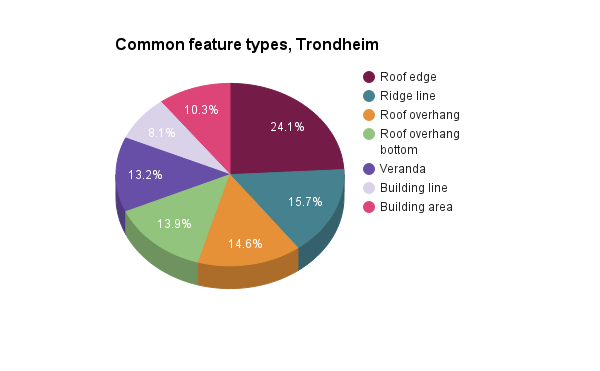 Common feature types, Trondheim
Roof edge
Ridge line
Roof overhang
Roof overhang
bottom
Veranda
Building line
Building area
24.1%
15.7%
14.6%
13.9%
13.2%
8.1%
10.3%